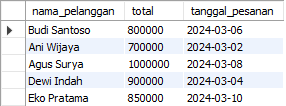 nama_pelanggan total tanggal_pesanan
Budi Santoso 800000 2024-03-06
Ani Wijaya 700000 2024-03-02
Agus Surya 1000000 2024-03-08
Dewi Indah 900000 2024-03-04
Eko Pratama 850000 2024-03-10